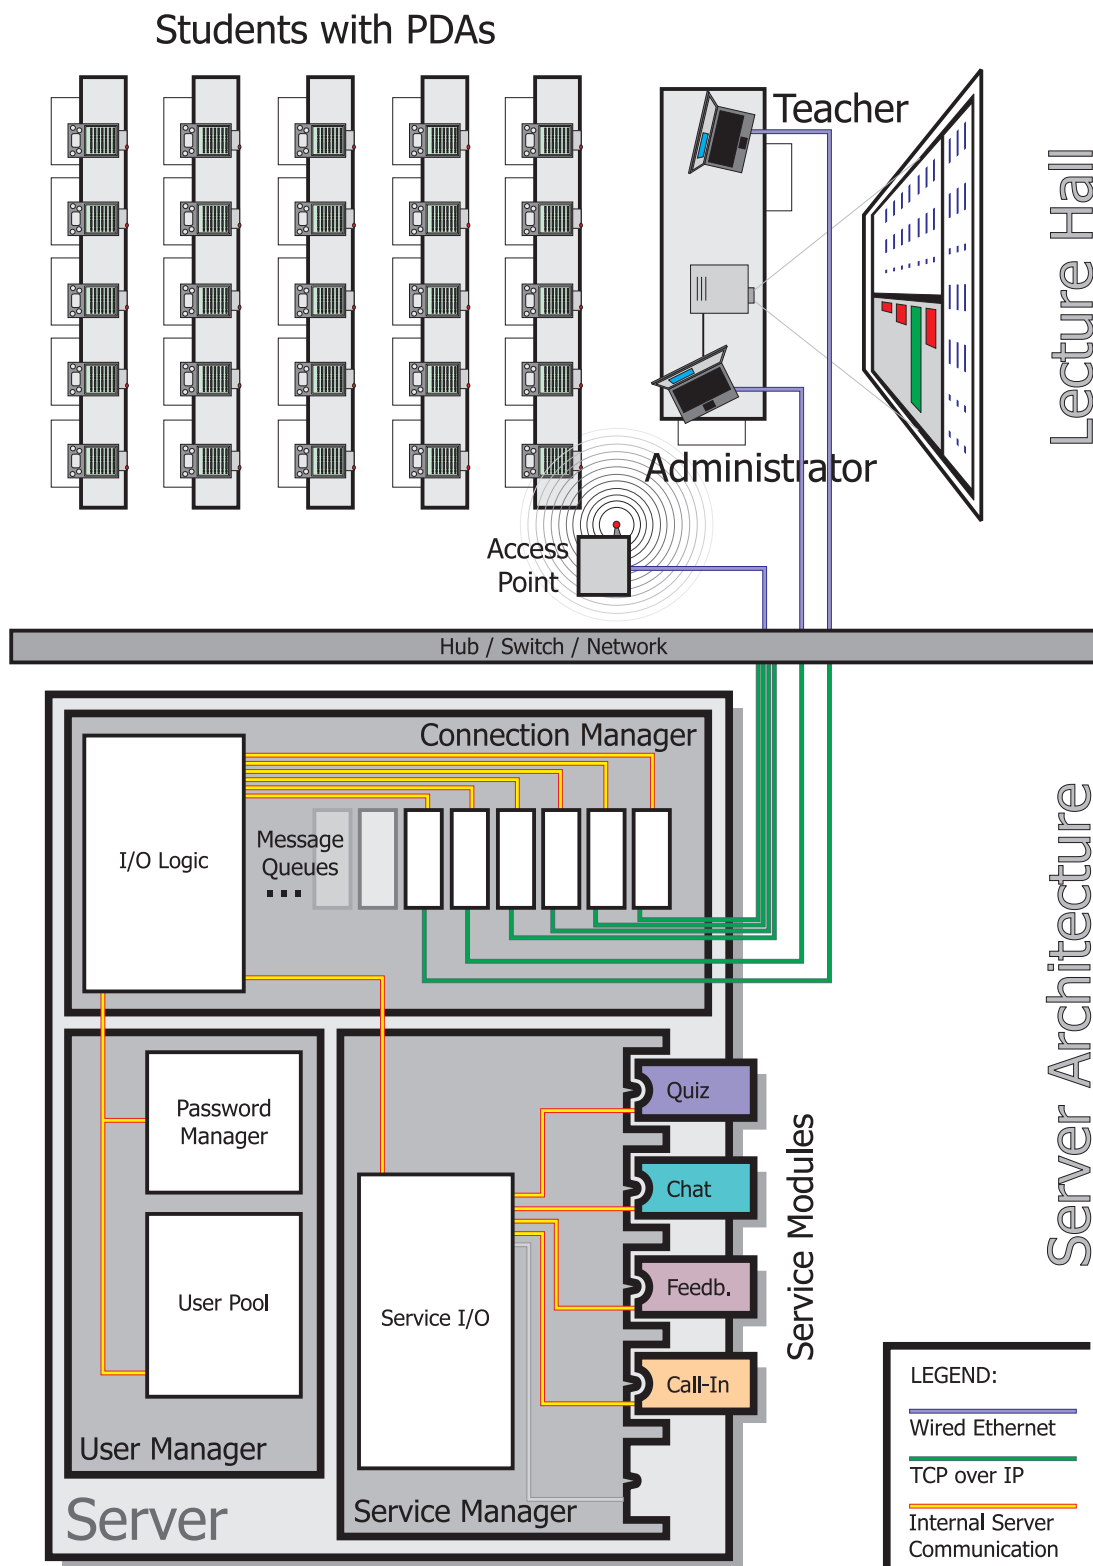 Students with PDAs
Teacher
Lecture Hall
Administrator
Access
Point
Hub / Switch / Network
Connection Manager
I/O Logic
Message
Queues
...
Server Architecture
Password
Manager
User Pool
User Manager
Service I/O
Quiz
Chat
Feedb.
Call-In
Service Modules
Service Manager
Server
LEGEND:
Wired Ethernet
TCP over IP
Internal Server
Communication